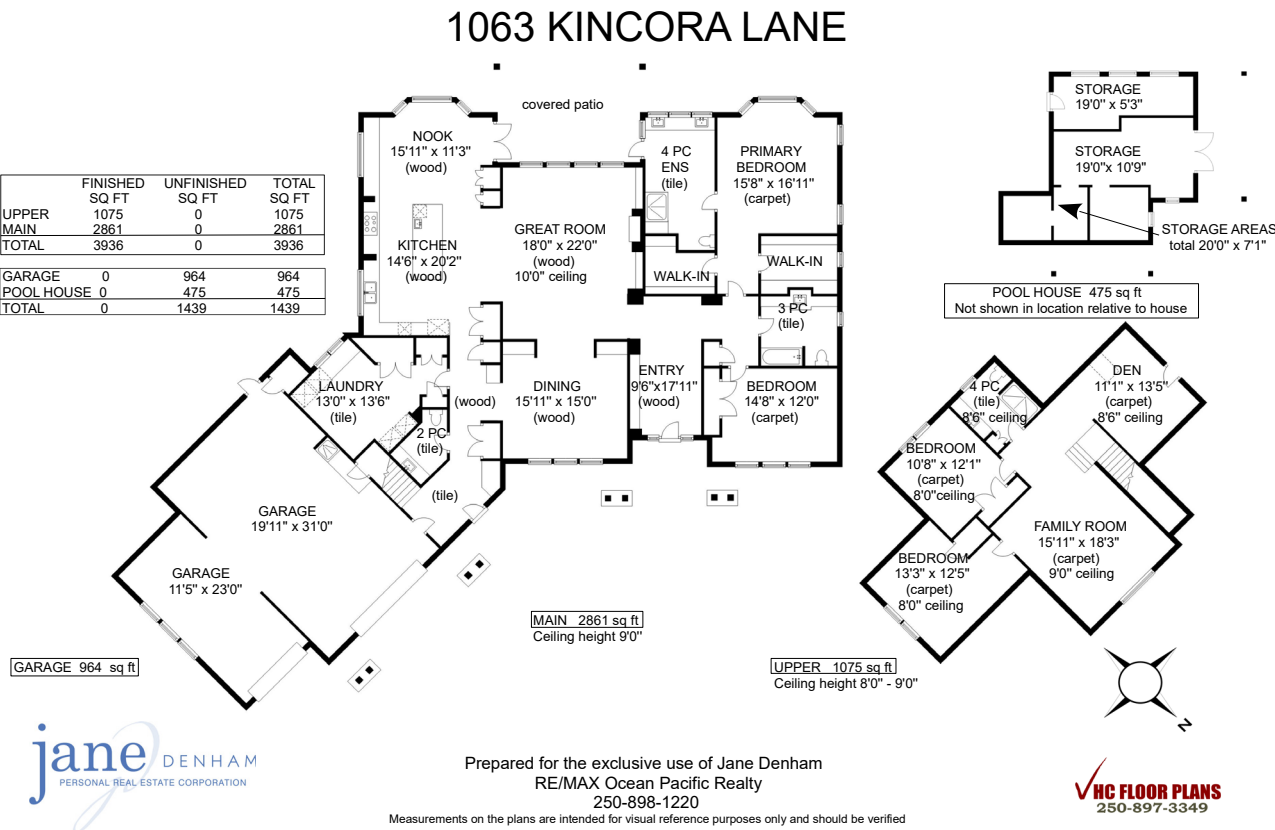 1063 KINCORA LANE
covered patio
NOOK
15'11" x 11'3"
(wood)
4 PC
ENS
(tile)
PRIMARY
BEDROOM
15'8" x 16'11"
(carpet)
STORAGE
19'0" x 5'3"
STORAGE
19'0"x 10'9"
STORAGE AREAS
total 20'0" x 7'1"
FINISHED UNFINISHED TOTAL
SQ FT SQ FT SQ FT
UPPER 1075 0 1075
MAIN 2861 0 2861
TOTAL 3936 0 3936
GARAGE 0 964 964
POOL HOUSE 0 475 475
TOTAL 0 1439 1439
KITCHEN
14'6" x 20'2"
(wood)
GREAT ROOM
18'0" x 22'0"
(wood)
10'0" ceiling
WALK-IN
WALK-IN
POOL HOUSE 475 sq ft
Not shown in location relative to house
3 PC
(tile)
LAUNDRY
13'0" x 13'6"
(tile)
(wood)
DINING
15'11" x 15'0"
(wood)
ENTRY
9'6"x17'11"
(wood)
BEDROOM
14'8" x 12'0"
(carpet)
2 PC
(tile)
(tile)
GARAGE
19'11" x 31'0"
GARAGE
11'5" x 23'0"
4 PC
(tile)
8'6" ceiling
DEN
11'1" x 13'5"
(carpet)
8'6" ceiling
BEDROOM
10'8" x 12'1"
(carpet)
8'0"ceiling
FAMILY ROOM
15'11" x 18'3"
(carpet)
9'0" ceiling
BEDROOM
13'3" x 12'5"
(carpet)
8'0" ceiling
MAIN 2861 sq ft
Ceiling height 9'0"
GARAGE 964 sq ft
UPPER 1075 sq ft
Ceiling height 8'0" - 9'0"
N
jane DENHAM
PERSONAL REAL ESTATE CORPORATION
Prepared for the exclusive use of Jane Denham
RE/MAX Ocean Pacific Realty
250-898-1220
Measurements on the plans are intended for visual reference purposes only and should be verified
HC FLOOR PLANS
250-897-3349